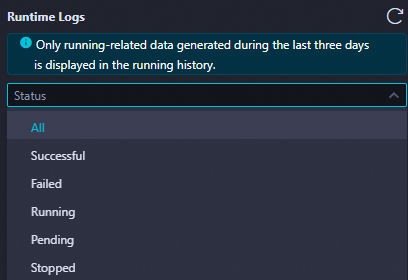 Runtime Logs
Only running-related data generated during the last three days
is displayed in the running history.
Status
All
Successful
Failed
Running
Pending
Stopped